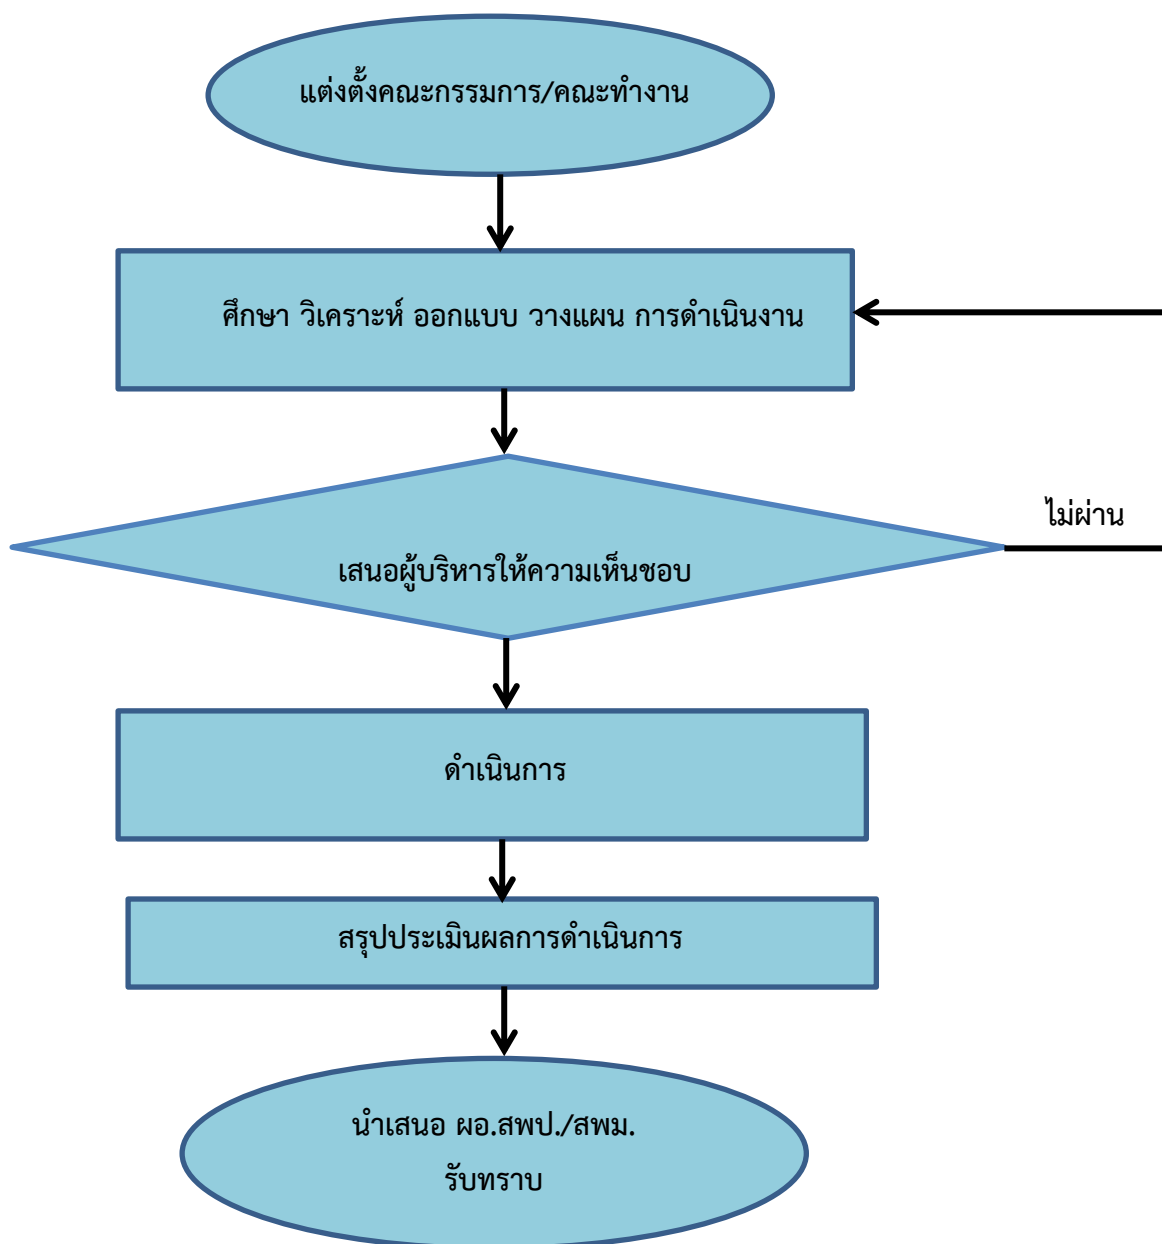 แต่งตั้งคณะกรรมการ/คณะทำงาน
ศึกษา วิเคราะห์ ออกแบบ วางแผน การดำเนินงาน
ไม่ผ่าน
เสนอผู้บริหารให้ความเห็นชอบ
ดำเนินการ
สรุปประเมินผลการดำเนินการ
นำเสนอ ผอ.สพป./สพม.
รับทราบ